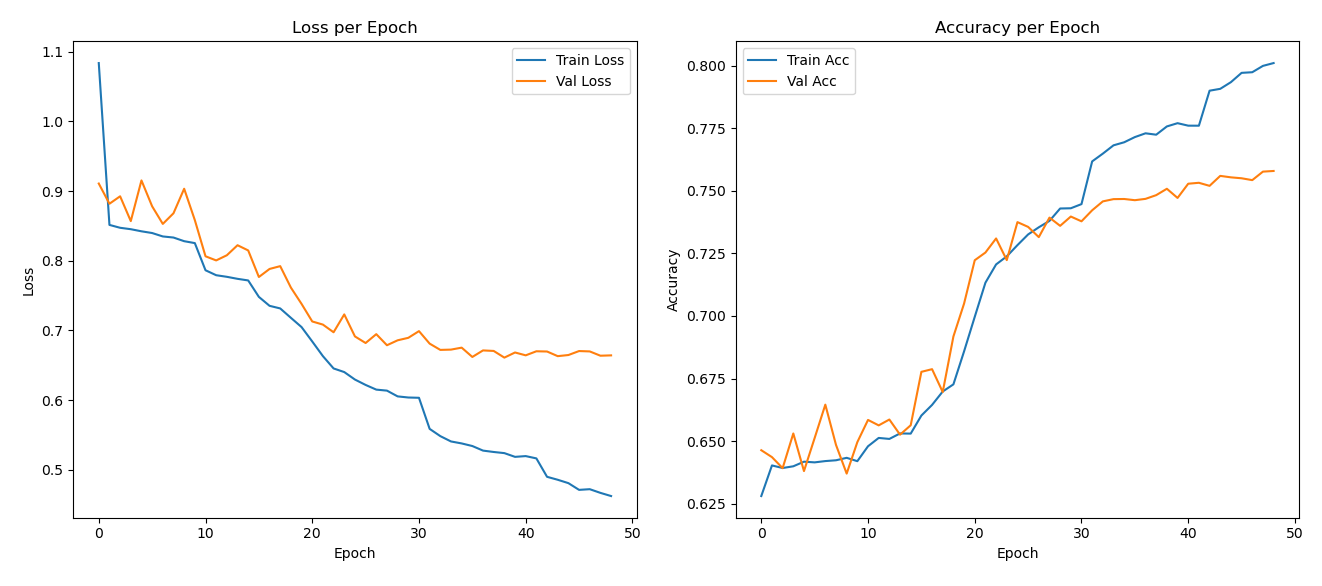 Loss per Epoch
Train Loss
Val Loss
1.1
1.0
0.9
0.8
0.7
0.6
0.5
Loss
0
10
20
30
40
50
Epoch
Accuracy per Epoch
Train Acc
Val Acc
0.800
0.775
0.750
0.725
0.700
0.675
0.650
0.625
Accuracy
0
10
20
30
40
50
Epoch